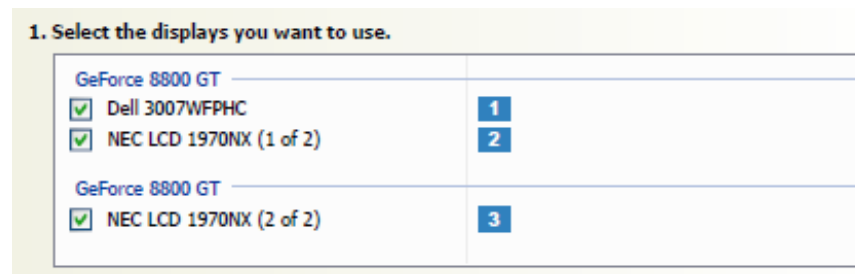 1. Select the displays you want to use.
GeForce 8800 GT
Dell 3007WFPHC 1
NEC LCD 1970NX (1 of 2) 2
GeForce 8800 GT
NEC LCD 1970NX (2 of 2) 3